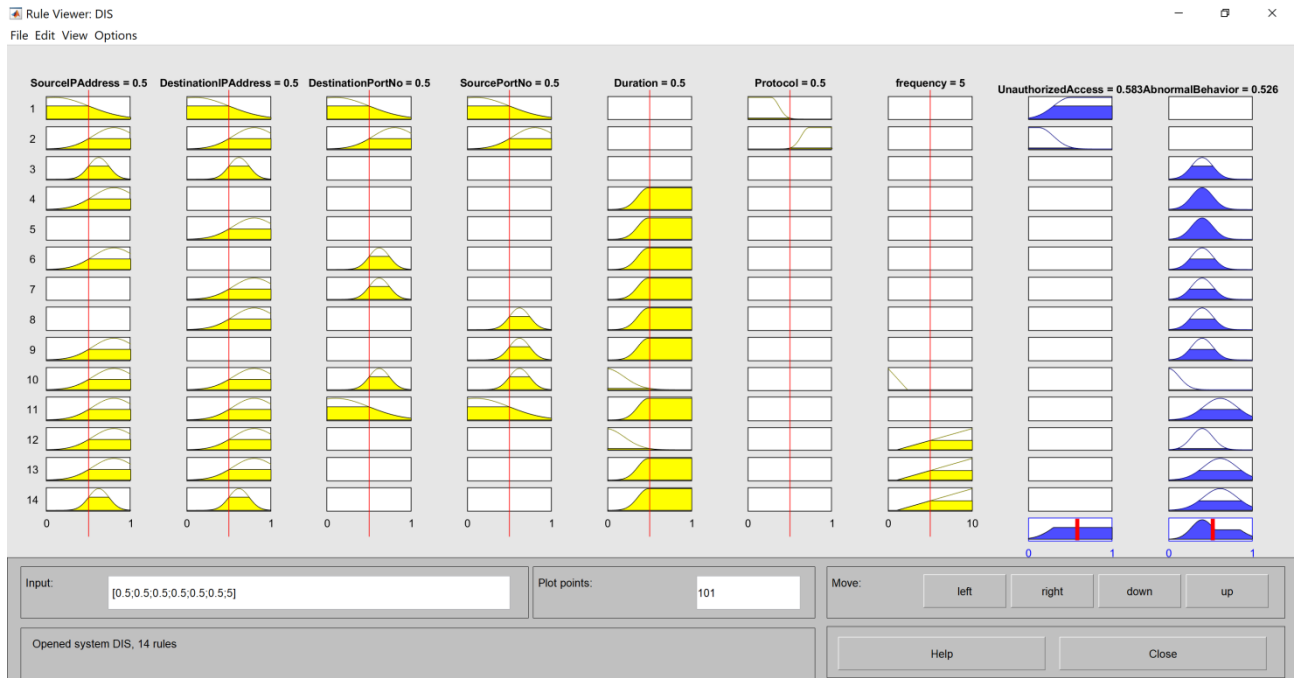 Rule Viewer: DIS
File Edit View Options
SourceIPAddress = 0.5 DestinationIPAddress = 0.5 DestinationPortNo = 0.5 SourcePortNo = 0.5 Duration = 0.5 Protocol = 0.5 frequency = 5 UnauthorizedAccess = 0.583 AbnormalBehavior = 0.526
1
2
3
4
5
6
7
8
9
10
11
12
13
14
0 1 0 1 0 1 0 1 0 1 0 1 0 10
0 1 0 1
Input: [0.5;0.5;0.5;0.5;0.5;0.5;5] Plot points: 101 Move: left right down up
Opened system DIS, 14 rules Help Close